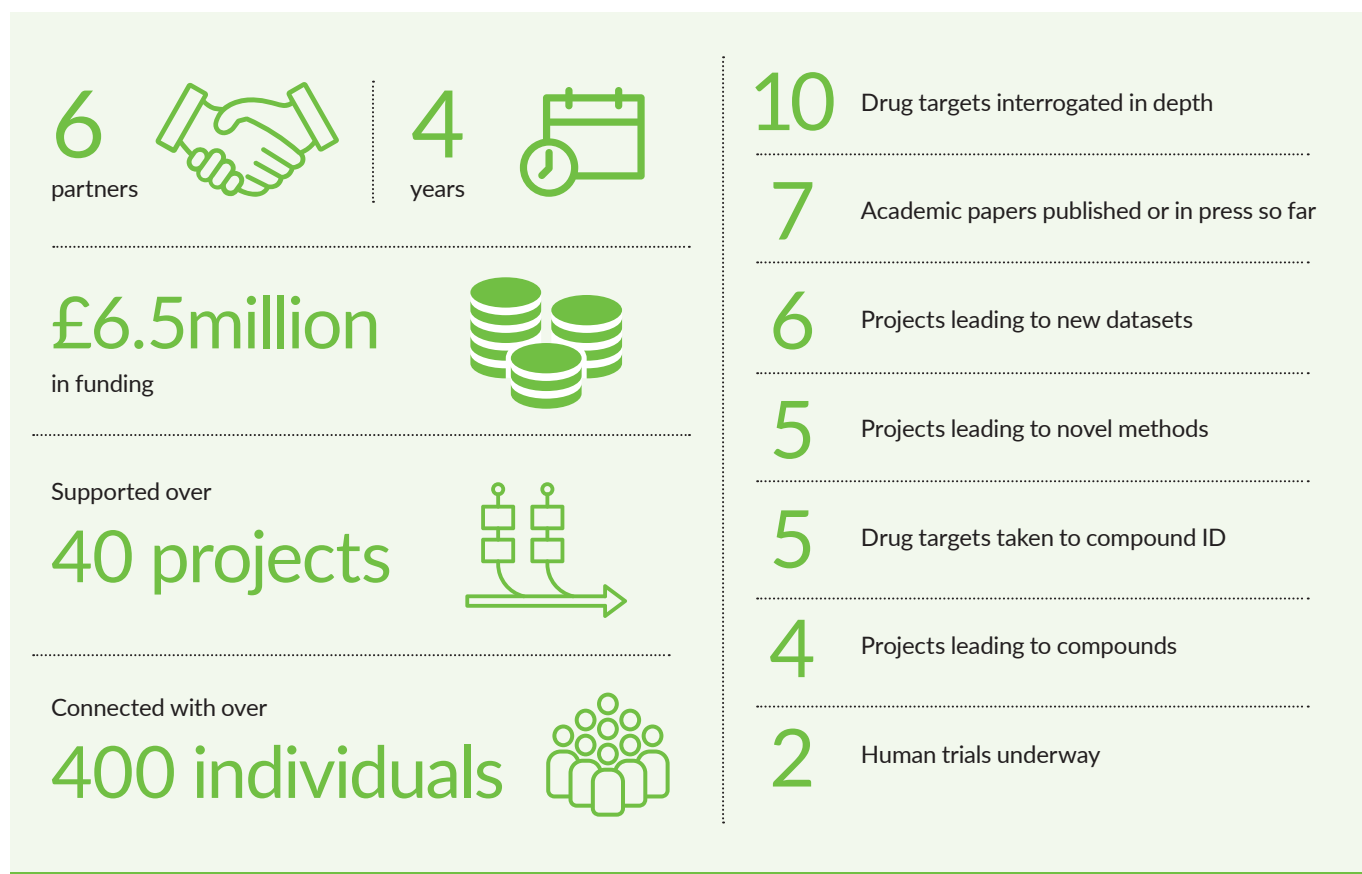 6
partners
4
years
£6.5million
in funding
Supported over
40 projects
Connected with over
400 individuals
10 Drug targets interrogated in depth
7 Academic papers published or in press so far
6 Projects leading to new datasets
5 Projects leading to novel methods
5 Drug targets taken to compound ID
4 Projects leading to compounds
2 Human trials underway